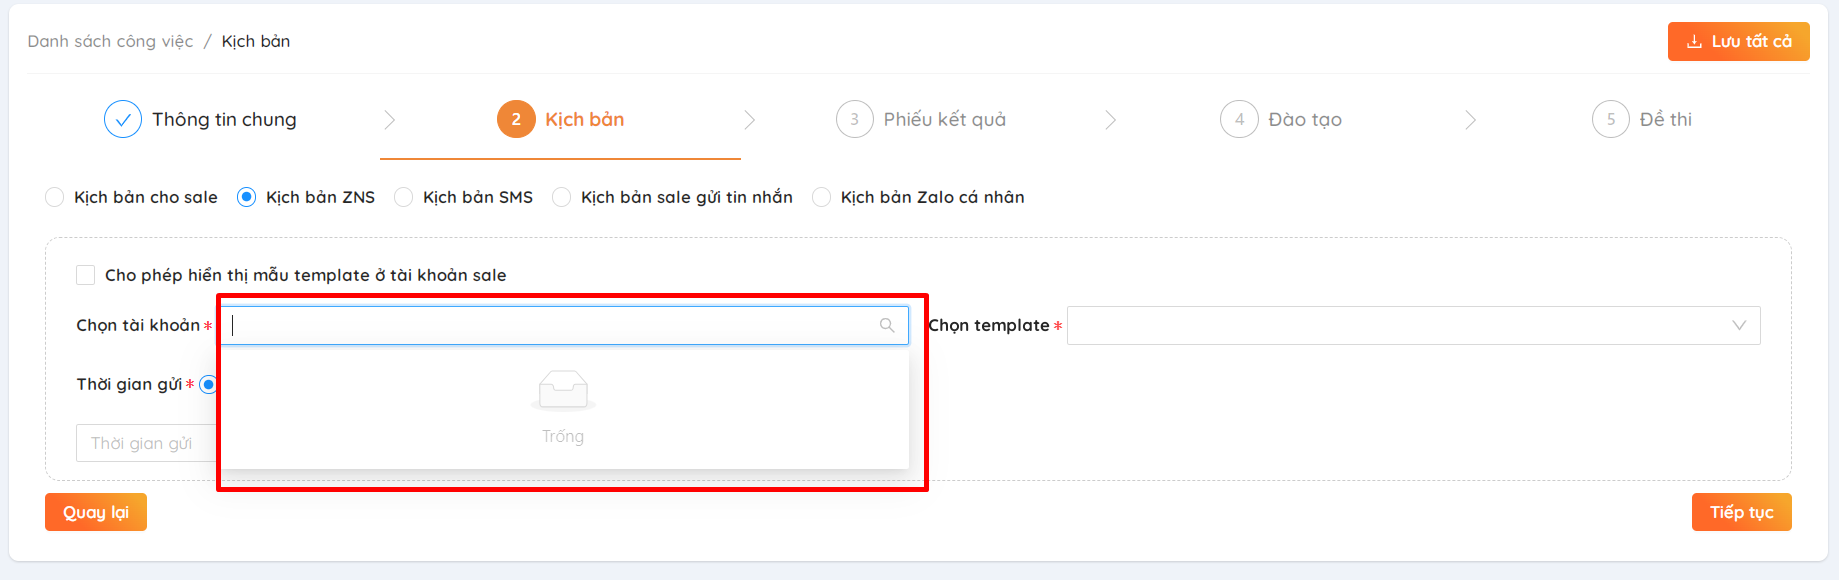 Danh sách công việc / Kịch bản
Lưu tất cả
Thông tin chung
2 Kịch bản
3 Phiếu kết quả
4 Đào tạo
5 Đề thi
Kịch bản cho sale
Kịch bản ZNS
Kịch bản SMS
Kịch bản sale gửi tin nhắn
Kịch bản Zalo cá nhân
Cho phép hiển thị mẫu template ở tài khoản sale
Chọn tài khoản *
Chọn template *
Thời gian gửi *
Trống
Thời gian gửi
Quay lại
Tiếp tục